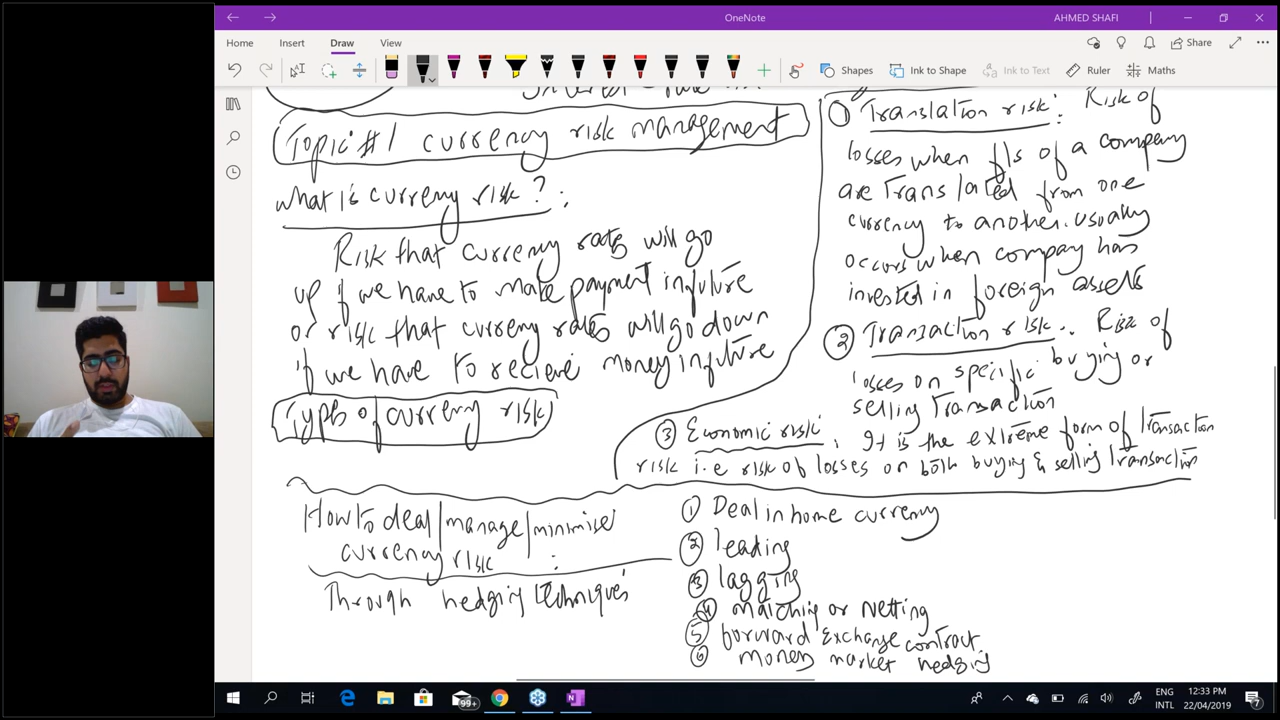 OneNote
AHMED SHAFI
Home Insert Draw View
Share
Shapes
Ink to Shape
Ink to Text
Ruler
Maths
Topic #1 currency risk management
What is currency risk? :
Risk that currency rates will go
up if we have to make payment in future
or risk that currency rates will go down
if we have to recieve money in future
Types of currency risk
① Translation risk : Risk of
losses when f/s of a company
are translated from one
currency to another. usually
occurs when company has
invested in foreign assets
② Transaction risk : Risk of
losses on specific buying or
selling Transaction
③ Economic risk : It is the extreme form of Transaction
risk i.e risk of losses on both buying & selling Transaction
How to deal/manage/minimise
currency risk :
Through hedging techniques
① Deal in home currency
② leading
③ lagging
④ matching or Netting
⑤ forward exchange contract
⑥ money market hedging
99+
ENG
INTL
12:33 PM
22/04/2019
7